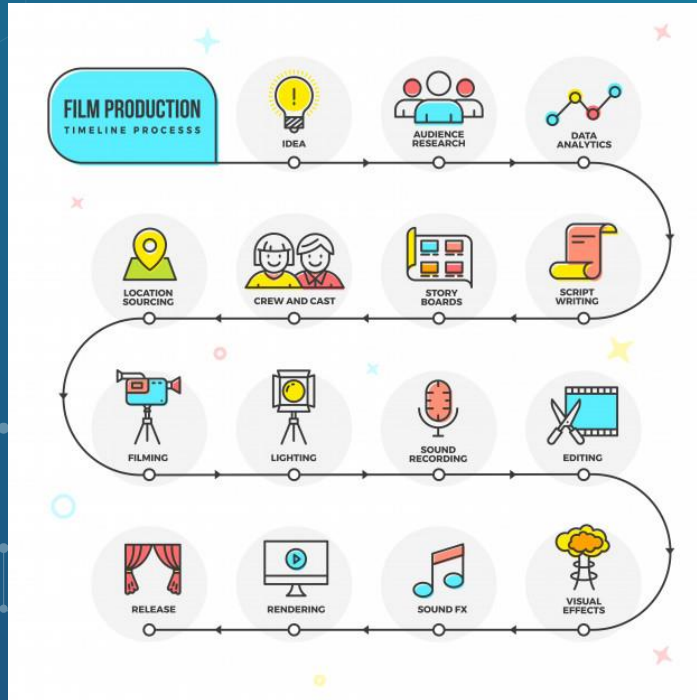 FILM PRODUCTION
TIMELINE PROCESSS
IDEA
AUDIENCE
RESEARCH
DATA
ANALYTICS
SCRIPT
WRITING
STORY
BOARDS
CREW AND CAST
LOCATION
SOURCING
FILMING
LIGHTING
SOUND
RECORDING
EDITING
VISUAL
EFFECTS
SOUND FX
RENDERING
RELEASE